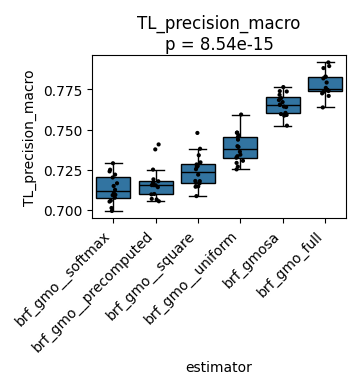 TL_precision_macro
p = 8.54e-15
TL_precision_macro
0.775
0.750
0.725
0.700
brf_gmo__softmax
brf_gmo__precomputed
brf_gmo__square
brf_gmo__uniform
brf_gmosa
brf_gmo_full
estimator